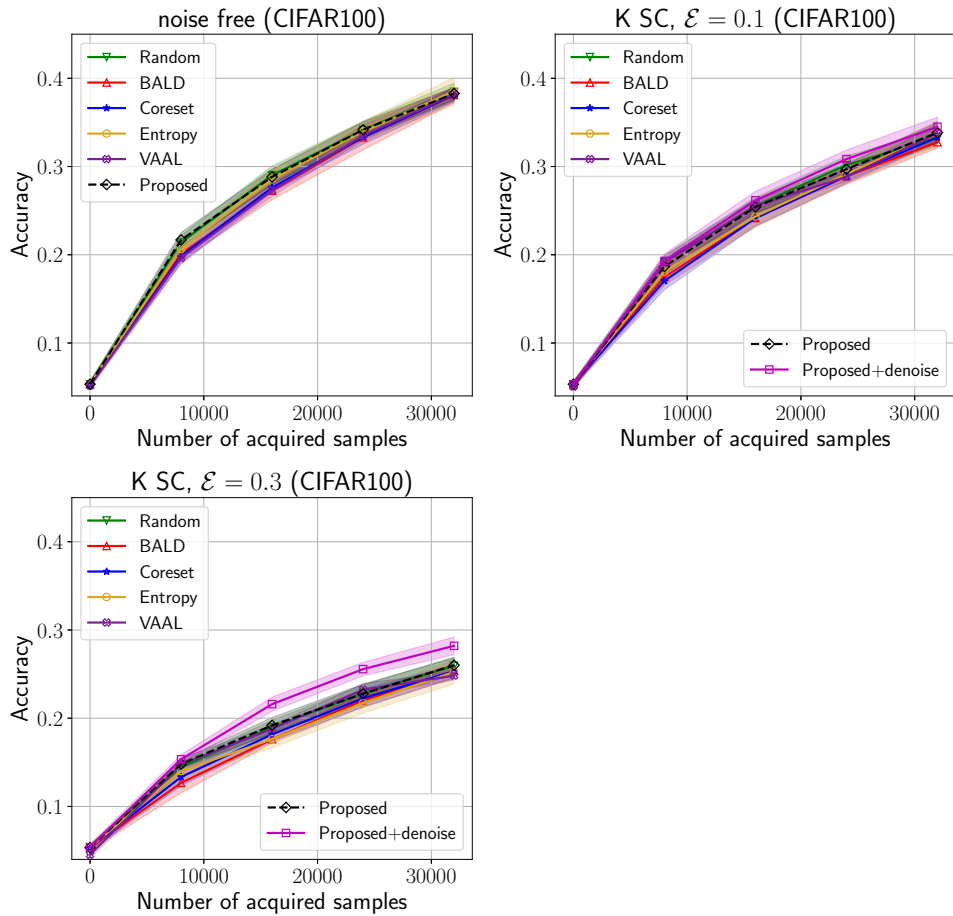 noise free (CIFAR100)
Accuracy
0.4
0.3
0.2
0.1
Random
BALD
Coreset
Entropy
VAAL
Proposed
0 10000 20000 30000
Number of acquired samples
K SC, ℰ = 0.1 (CIFAR100)
Accuracy
0.4
0.3
0.2
0.1
Random
BALD
Coreset
Entropy
VAAL
Proposed
Proposed+denoise
0 10000 20000 30000
Number of acquired samples
K SC, ℰ = 0.3 (CIFAR100)
Accuracy
0.4
0.3
0.2
0.1
Random
BALD
Coreset
Entropy
VAAL
Proposed
Proposed+denoise
0 10000 20000 30000
Number of acquired samples